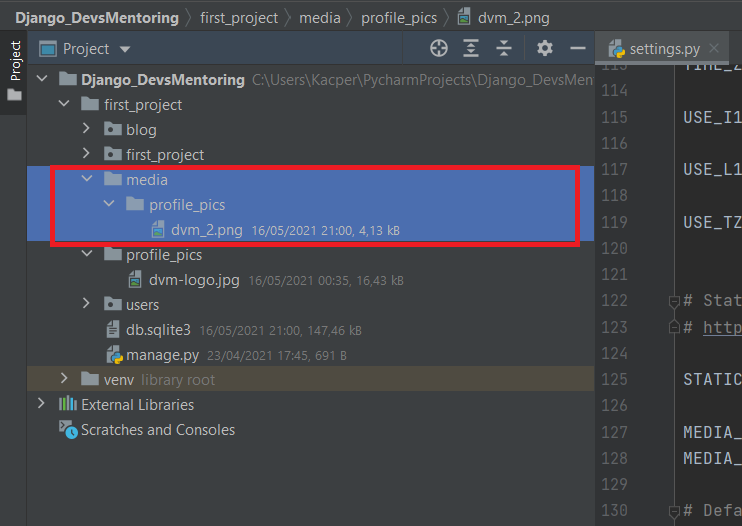 Django_DevsMentoring first_project media profile_pics dvm_2.png
Project
Project
settings.py
Django_DevsMentoring C:\Users\Kacper\PycharmProjects\Django_DevsMent
first_project
blog
first_project
media
profile_pics
dvm_2.png 16/05/2021 21:00, 4,13 kB
profile_pics
dvm-logo.jpg 16/05/2021 00:35, 16,43 kB
users
db.sqlite3 16/05/2021 21:00, 147,46 kB
manage.py 23/04/2021 17:45, 691 B
venv library root
External Libraries
Scratches and Consoles
113 TIME_Z
114
115 USE_I1
116
117 USE_L1
118
119 USE_TZ
120
121
122 # Stat
123 # http
124
125 STATIC
126
127 MEDIA_
128 MEDIA_
129
130 # Defa